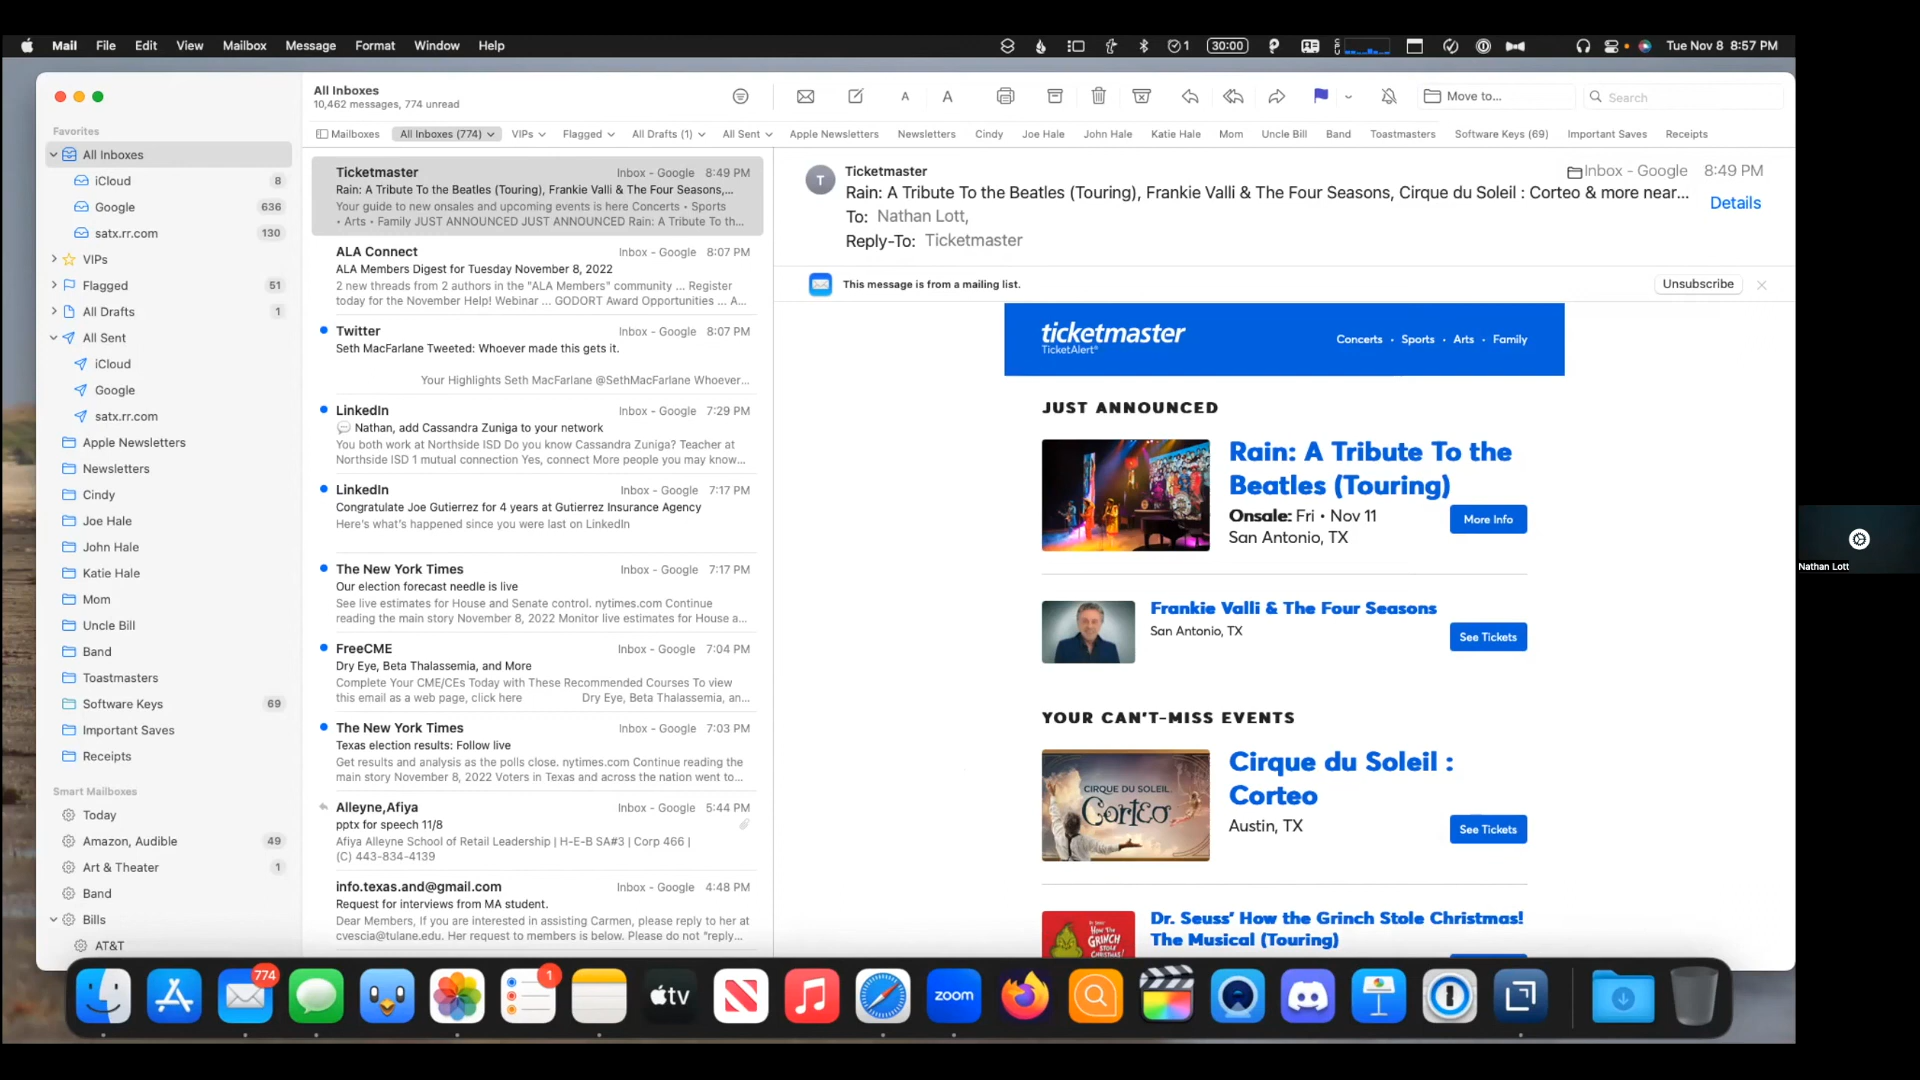 Mail File Edit View Mailbox Message Format Window Help
1 30:00 Tue Nov 8 8:57 PM
All Inboxes
10,462 messages, 774 unread
Move to...
Search
Mailboxes All Inboxes (774) VIPs Flagged All Drafts (1) All Sent Apple Newsletters Newsletters Cindy Joe Hale John Hale Katie Hale Mom Uncle Bill Band Toastmasters Software Keys (69) Important Saves Receipts
Favorites
All Inboxes
iCloud 8
Google 636
satx.rr.com 130
VIPs
Flagged 51
All Drafts 1
All Sent
iCloud
Google
satx.rr.com
Apple Newsletters
Newsletters
Cindy
Joe Hale
John Hale
Katie Hale
Mom
Uncle Bill
Band
Toastmasters
Software Keys 69
Important Saves
Receipts
Smart Mailboxes
Today
Amazon, Audible 49
Art & Theater 1
Band
Bills
AT&T
Ticketmaster Inbox - Google 8:49 PM
Rain: A Tribute To the Beatles (Touring), Frankie Valli & The Four Seasons,...
Your guide to new onsales and upcoming events is here Concerts • Sports
• Arts • Family JUST ANNOUNCED JUST ANNOUNCED Rain: A Tribute To th...
ALA Connect Inbox - Google 8:07 PM
ALA Members Digest for Tuesday November 8, 2022
2 new threads from 2 authors in the "ALA Members" community ... Register
today for the November Help! Webinar ... GODORT Award Opportunities ... A...
Twitter Inbox - Google 8:07 PM
Seth MacFarlane Tweeted: Whoever made this gets it.
Your Highlights Seth MacFarlane @SethMacFarlane Whoever...
LinkedIn Inbox - Google 7:29 PM
Nathan, add Cassandra Zuniga to your network
You both work at Northside ISD Do you know Cassandra Zuniga? Teacher at
Northside ISD 1 mutual connection Yes, connect More people you may know...
LinkedIn Inbox - Google 7:17 PM
Congratulate Joe Gutierrez for 4 years at Gutierrez Insurance Agency
Here's what's happened since you were last on LinkedIn
The New York Times Inbox - Google 7:17 PM
Our election forecast needle is live
See live estimates for House and Senate control. nytimes.com Continue
reading the main story November 8, 2022 Monitor live estimates for House a...
FreeCME Inbox - Google 7:04 PM
Dry Eye, Beta Thalassemia, and More
Complete Your CME/CEs Today with These Recommended Courses To view
this email as a web page, click here Dry Eye, Beta Thalassemia, an...
The New York Times Inbox - Google 7:03 PM
Texas election results: Follow live
Get results and analysis as the polls close. nytimes.com Continue reading the
main story November 8, 2022 Voters in Texas and across the nation went to...
Alleyne,Afiya Inbox - Google 5:44 PM
pptx for speech 11/8
Afiya Alleyne School of Retail Leadership | H-E-B SA#3 | Corp 466 |
(C) 443-834-4139
info.texas.and@gmail.com Inbox - Google 4:48 PM
Request for interviews from MA student.
Dear Members, If you are interested in assisting Carmen, please reply to her at
cvescia@tulane.edu. Her request to members is below. Please do not "reply...
T
Ticketmaster Inbox - Google 8:49 PM
Rain: A Tribute To the Beatles (Touring), Frankie Valli & The Four Seasons, Cirque du Soleil : Corteo & more near...
To: Nathan Lott, Details
Reply-To: Ticketmaster
This message is from a mailing list. Unsubscribe
ticketmaster
TicketAlert®
Concerts • Sports • Arts • Family
JUST ANNOUNCED
Rain: A Tribute To the
Beatles (Touring)
Onsale: Fri • Nov 11
San Antonio, TX
More Info
Frankie Valli & The Four Seasons
San Antonio, TX
See Tickets
YOUR CAN'T-MISS EVENTS
CIRQUE DU SOLEIL
Corteo
Cirque du Soleil :
Corteo
Austin, TX
See Tickets
Dr. Seuss' How the Grinch Stole Christmas!
The Musical (Touring)
GRINCH
Nathan Lott
774
1
tv
zoom